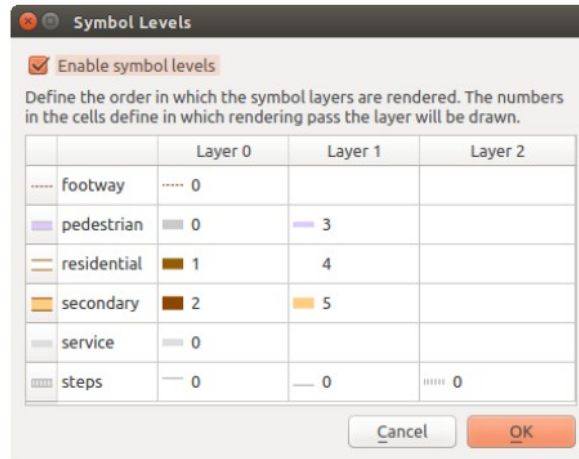 Symbol Levels
Enable symbol levels
Define the order in which the symbol layers are rendered. The numbers
in the cells define in which rendering pass the layer will be drawn.
Layer 0 Layer 1 Layer 2
footway 0
pedestrian 0 3
residential 1 4
secondary 2 5
service 0
steps 0 0 0
Cancel OK